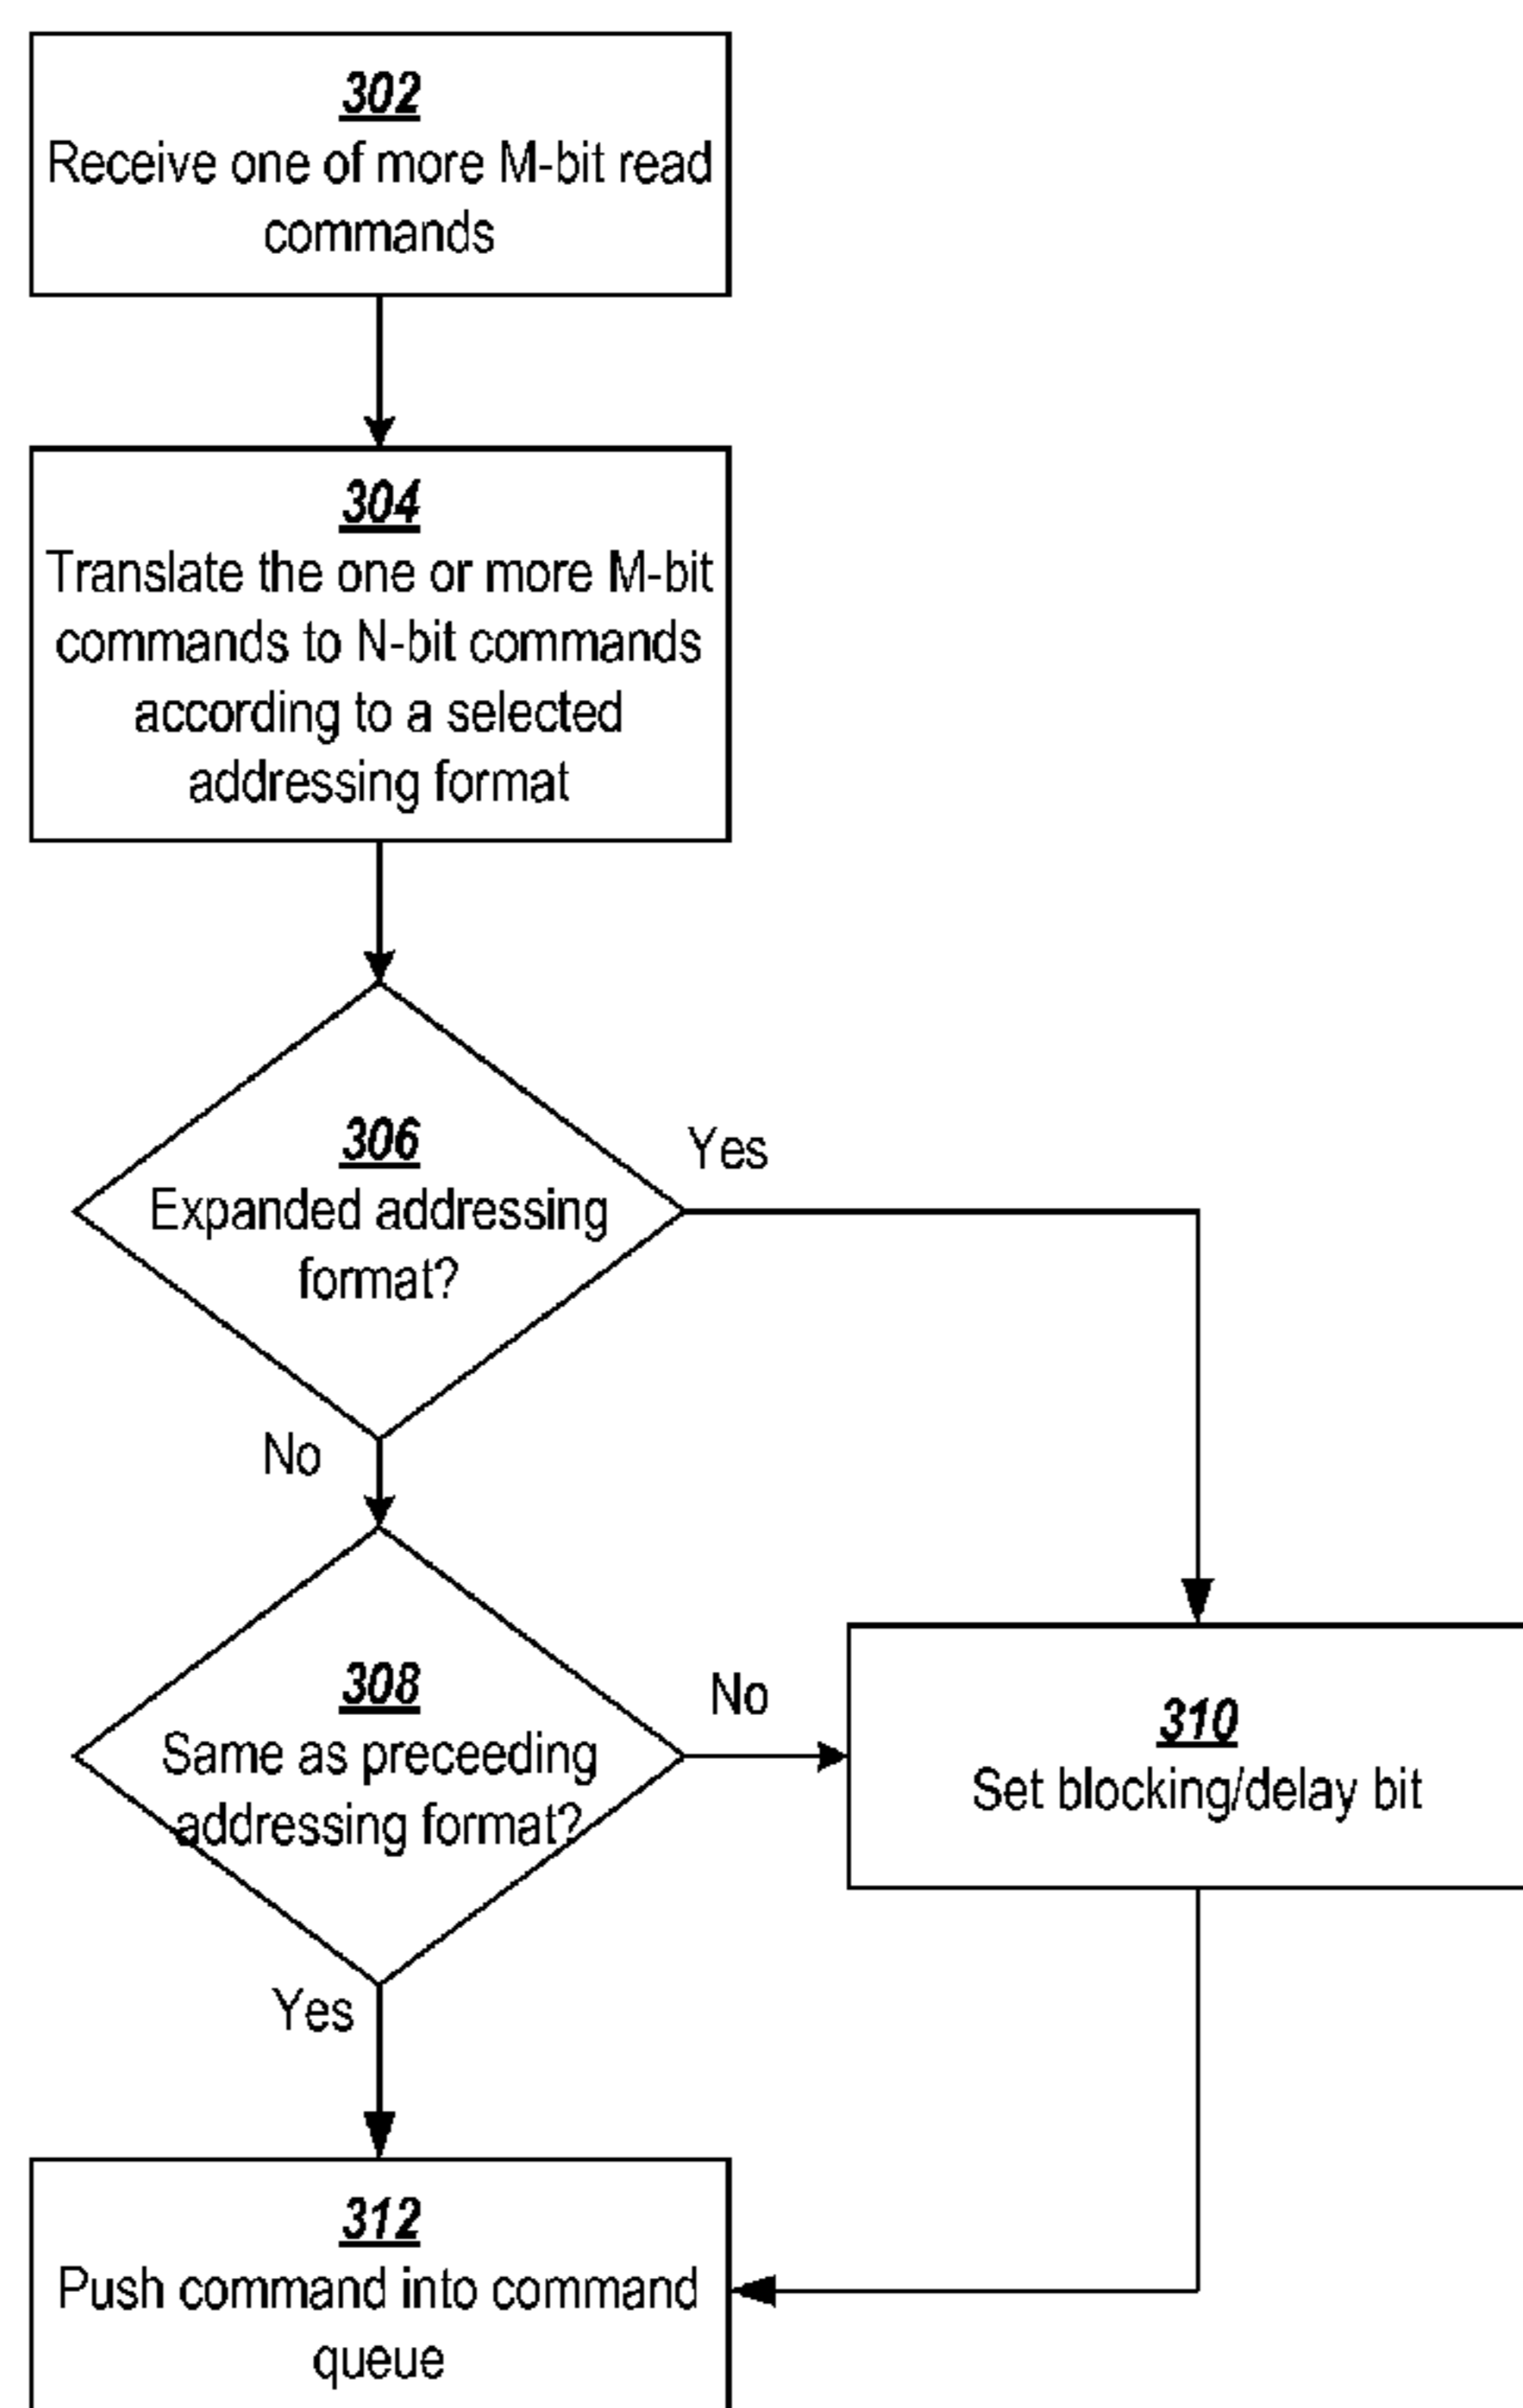 302
Receive one of more M-bit read
commands
304
Translate the one or more M-bit
commands to N-bit commands
according to a selected
addressing format
306
Expanded addressing
format?
Yes
No
308
Same as preceeding
addressing format?
No
Yes
310
Set blocking/delay bit
312
Push command into command
queue